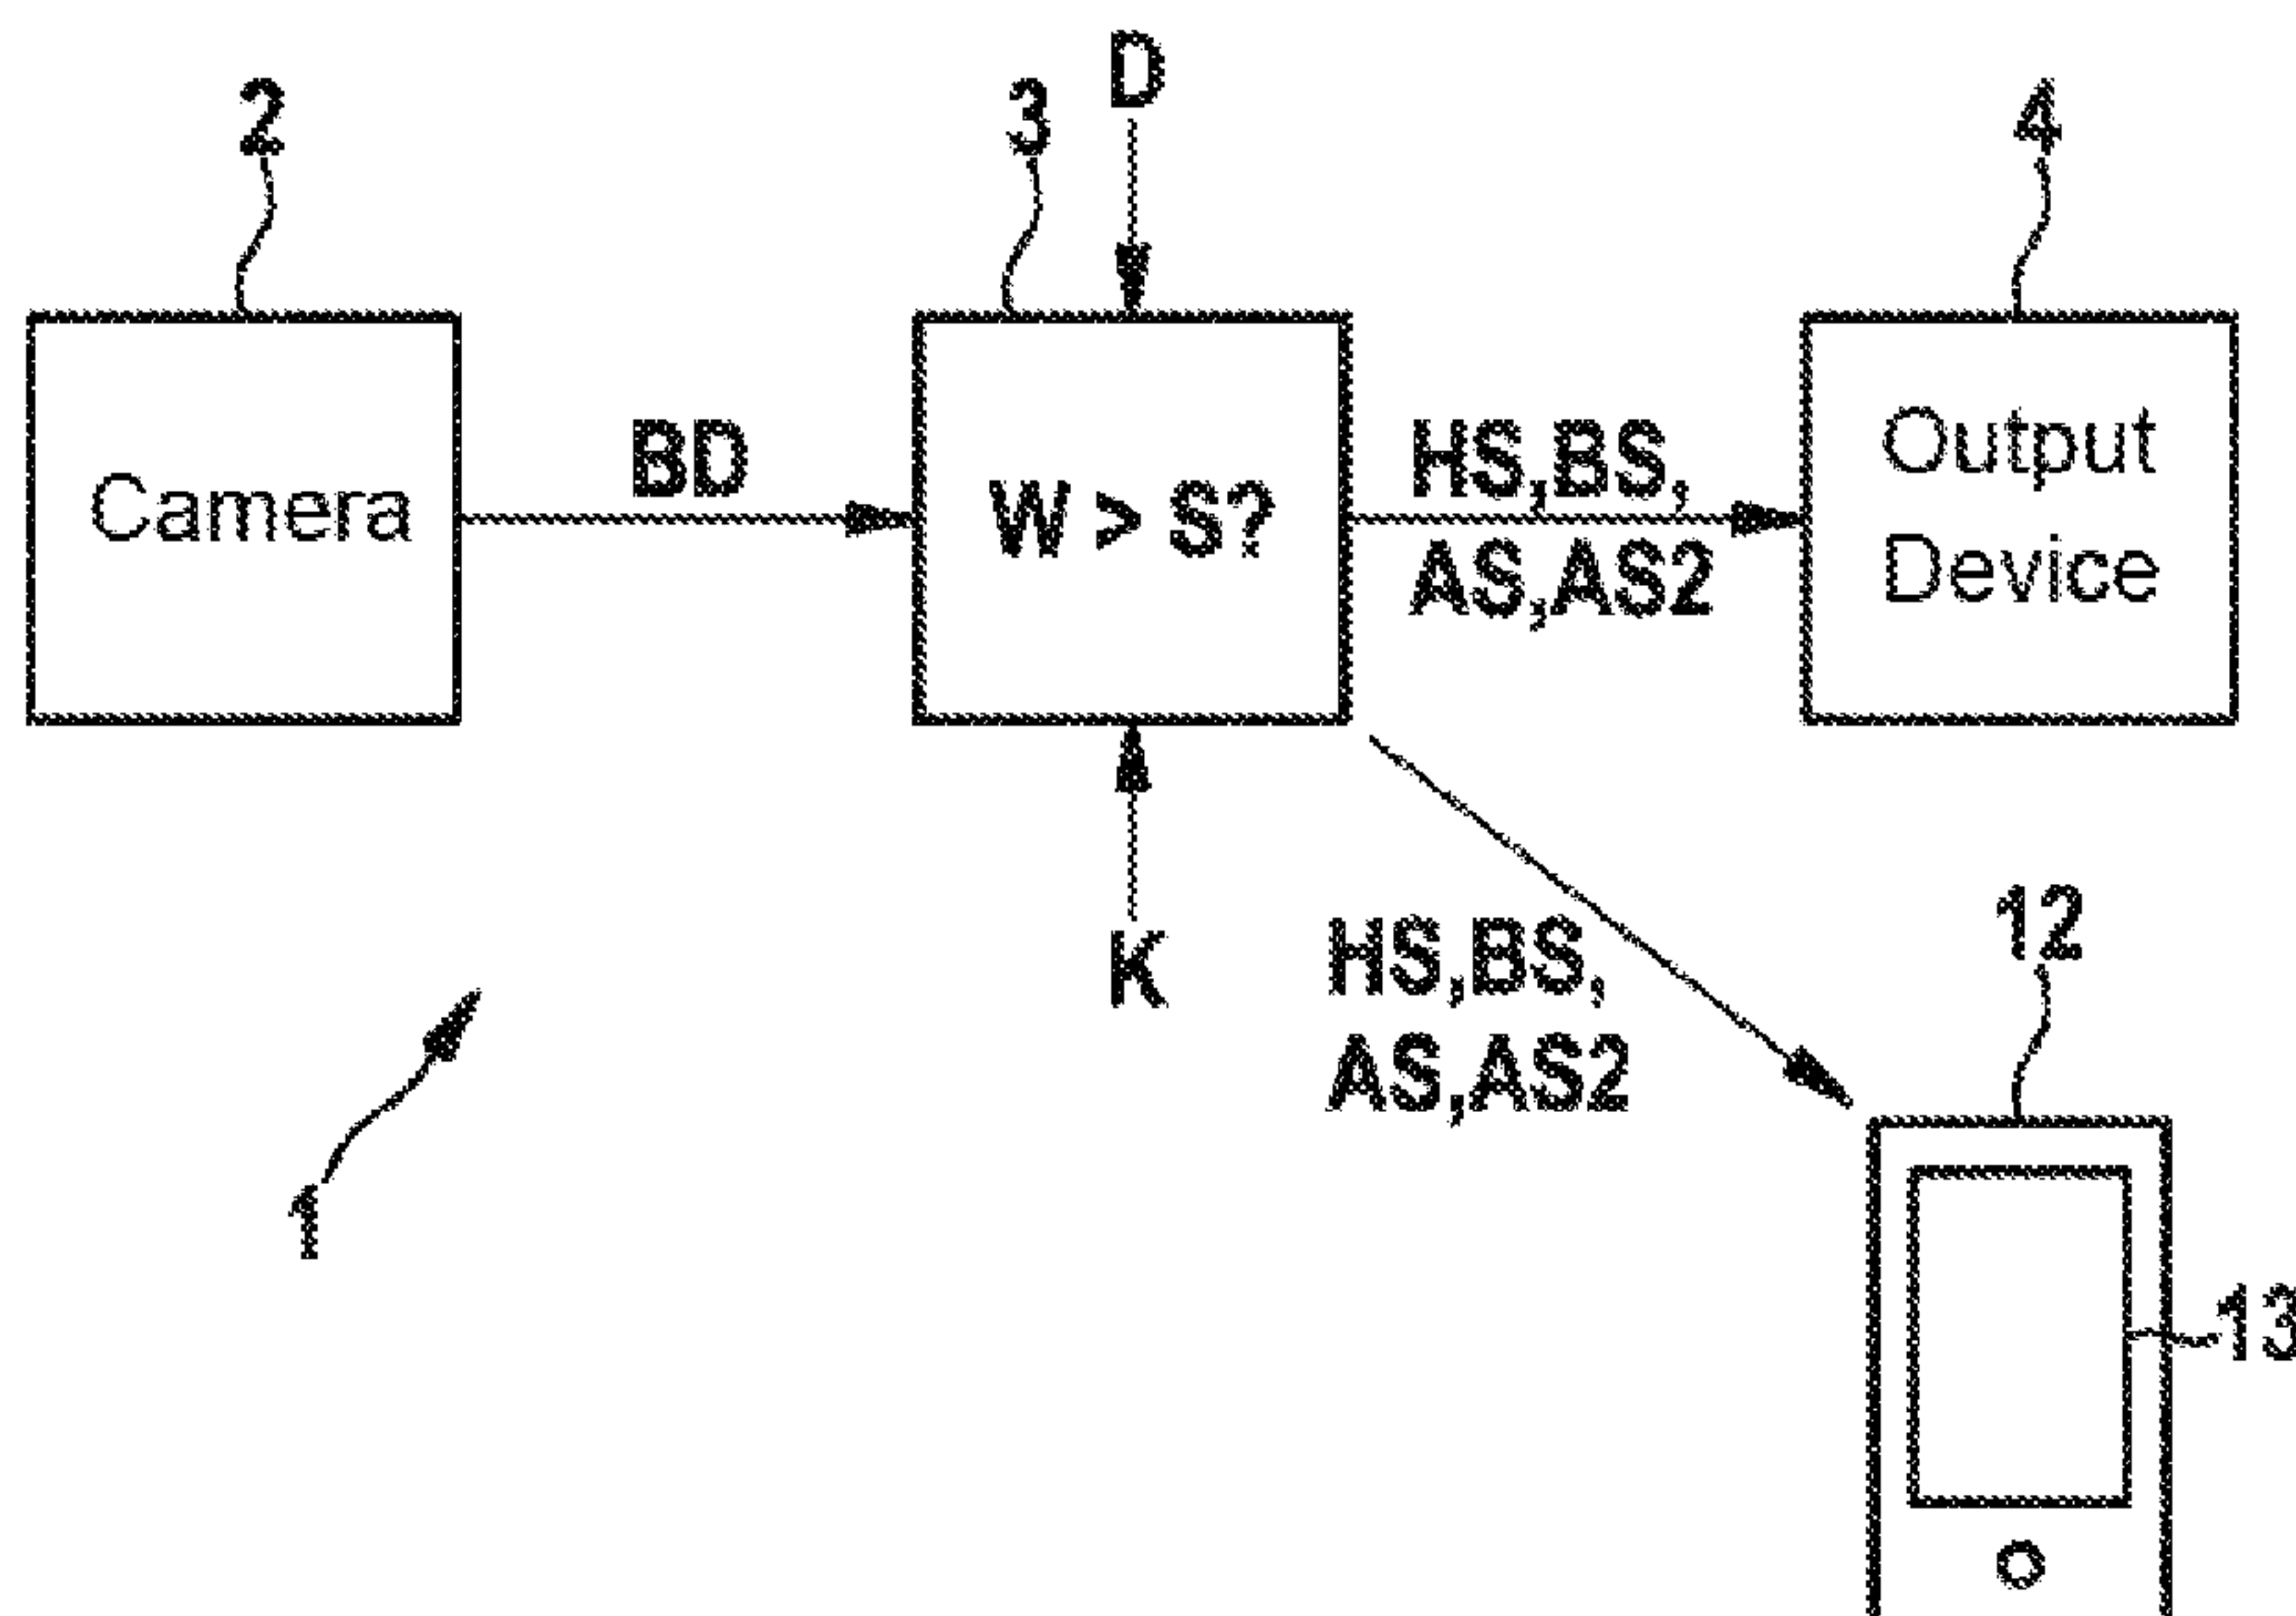 2
3
D
4
Camera
BD
W > S?
HS,BS,
AS,AS2
Output
Device
K
HS,BS,
AS,AS2
12
1
13